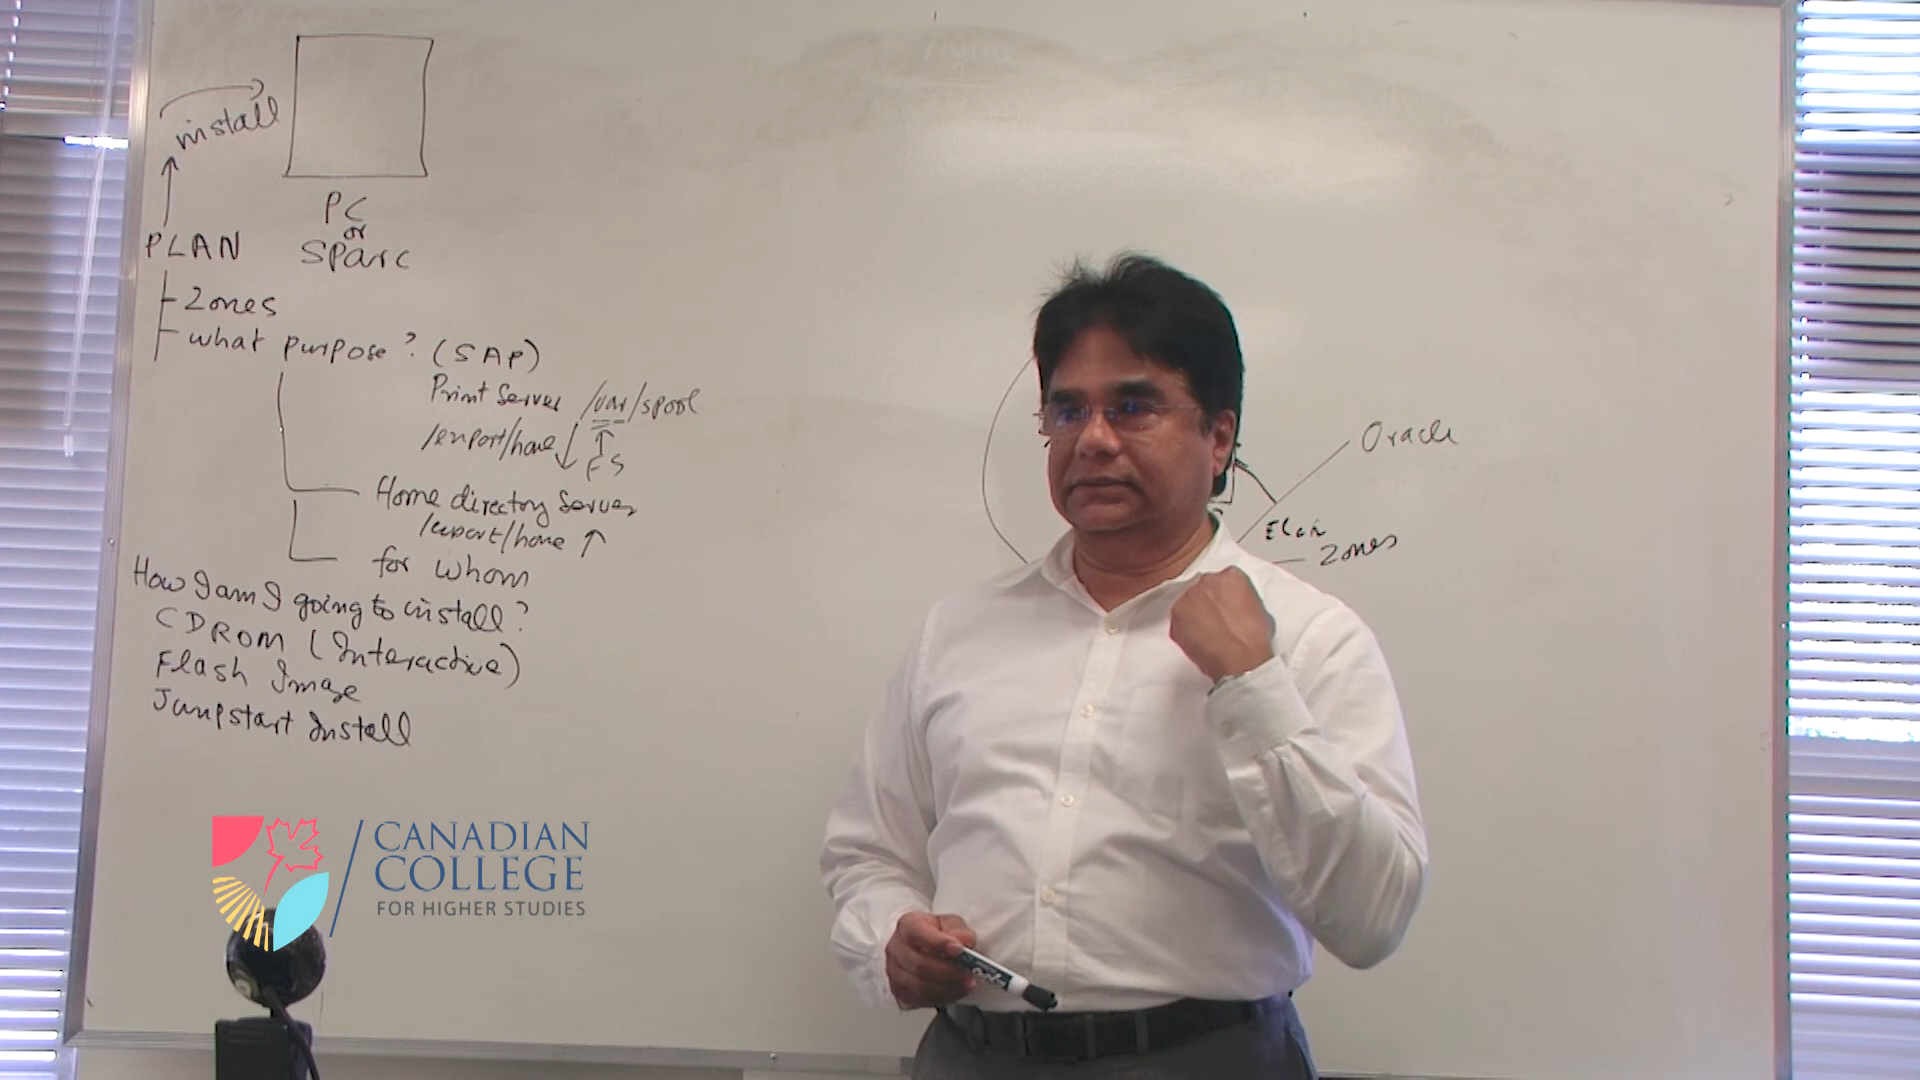 install
PC
or
SParc
PLAN
Zones
what purpose? (SAP)
Print Server /var/spool
/export/home ↓ ↑
FS
Home directory Server
/export/home ↑
for whom
How I am I going to install?
CDROM (Interactive)
Flash Image
Jumpstart Install
Oracle
Zones
CANADIAN
COLLEGE
FOR HIGHER STUDIES